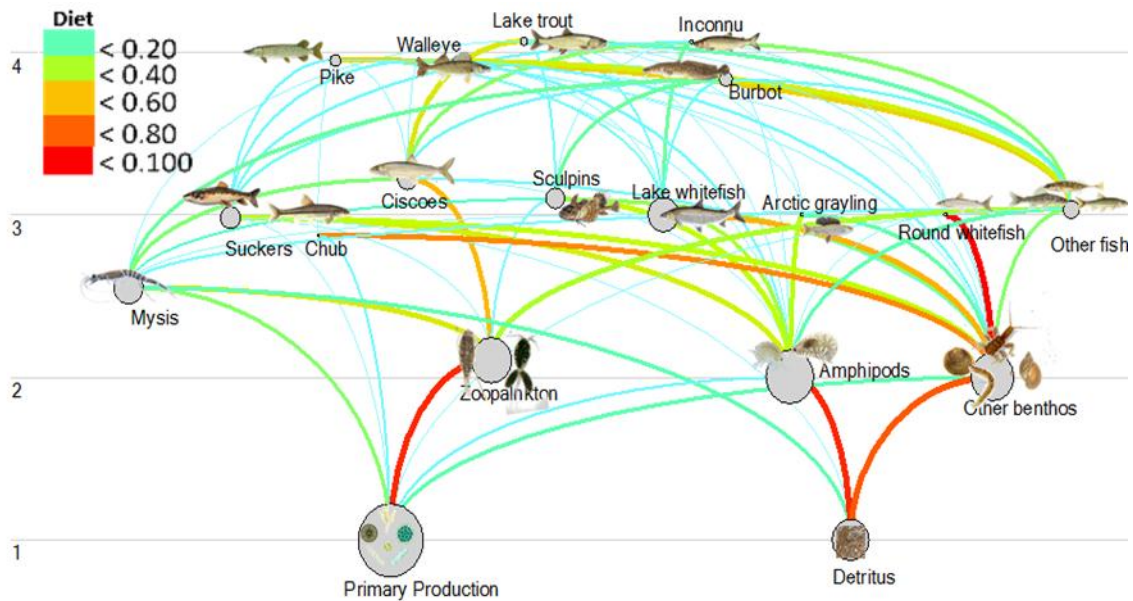 Diet
< 0.20
< 0.40
< 0.60
< 0.80
< 0.100
Lake trout
Inconnu
Walleye
4
Pike
Burbot
Sculpins
Lake whitefish
Ciscoes
Arctic grayling
3
Suckers
Chub
Round whitefish
Other fish
Mysis
Amphipods
2
Zoopalnkton
Other benthos
1
Primary Production
Detritus